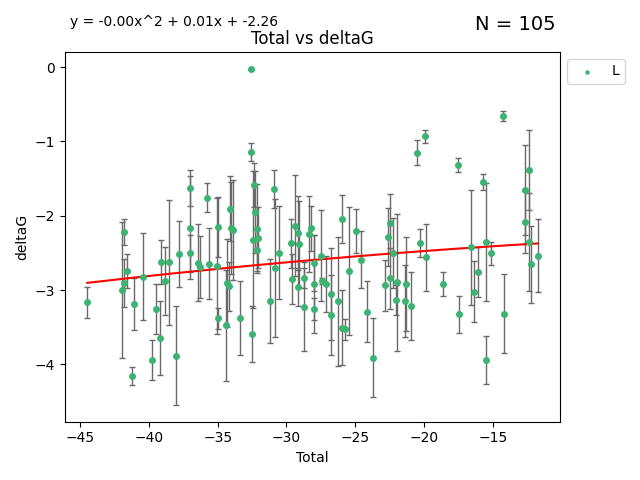 y = -0.00x^2 + 0.01x + -2.26
N = 105
Total vs deltaG
L
deltaG
0
−1
−2
−3
−4
−45 −40 −35 −30 −25 −20 −15
Total